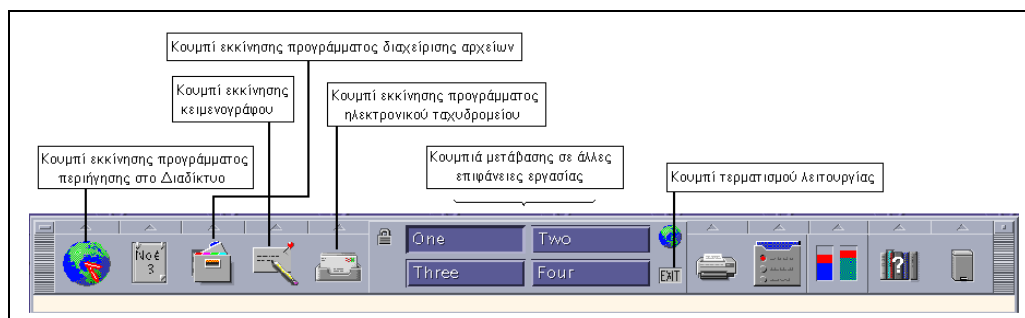 Κουμπί εκκίνησης προγράμματος διαχείρισης αρχείων
Κουμπί εκκίνησης
κειμενογράφου
Κουμπί εκκίνησης προγράμματος
ηλεκτρονικού ταχυδρομείου
Κουμπί εκκίνησης προγράμματος
περιήγησης στο Διαδίκτυο
Κουμπιά μετάβασης σε άλλες
επιφάνειες εργασίας
Κουμπί τερματισμού λειτουργίας
Νοέ
3
One
Two
Three
Four
EXIT
?